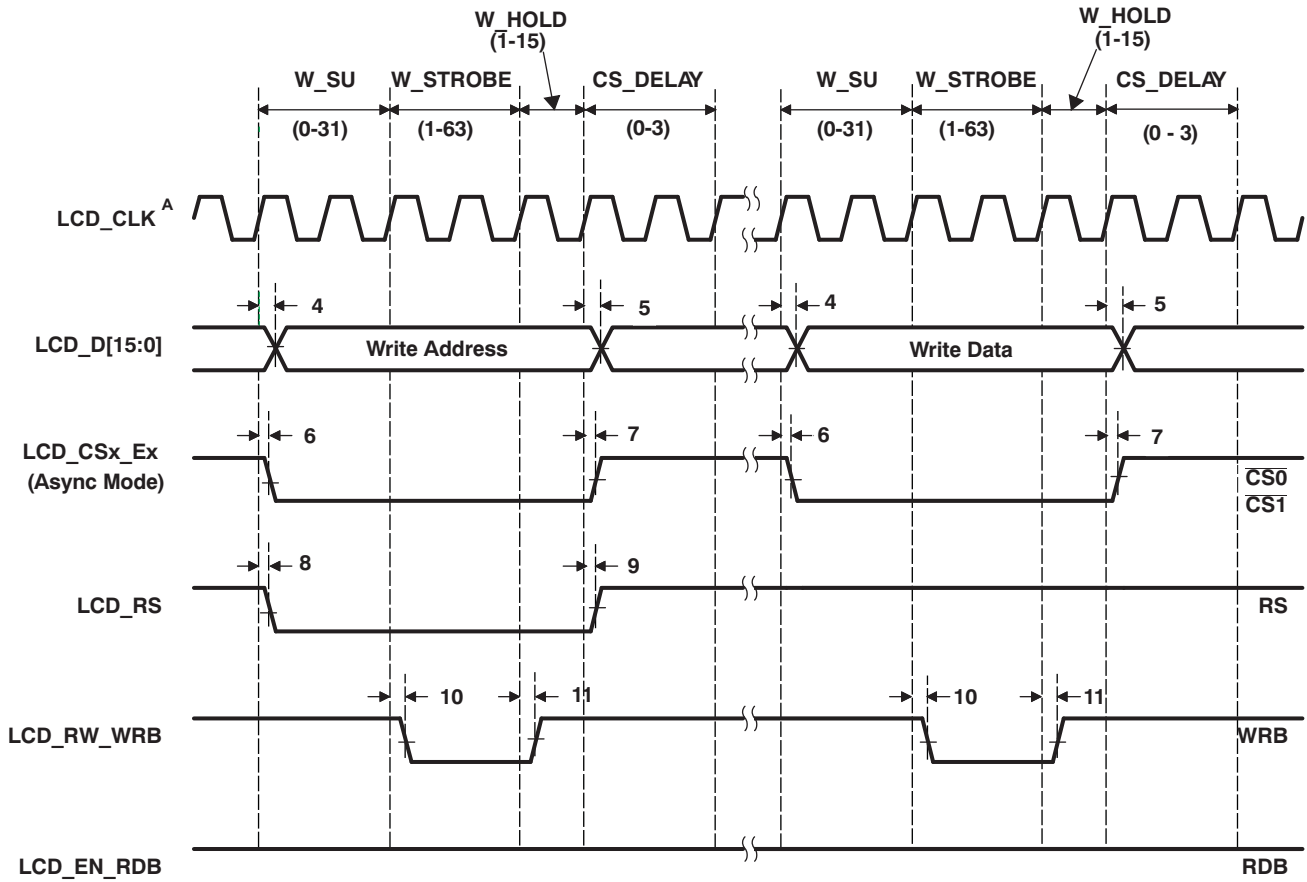 W_HOLD
(1-15)
W_HOLD
(1-15)
W_SU W_STROBE CS_DELAY W_SU W_STROBE CS_DELAY
(0-31) (1-63) (0-3) (0-31) (1-63) (0 - 3)
LCD_CLK A
4 5 4 5
LCD_D[15:0] Write Address Write Data
6 7 6 7
LCD_CSx_Ex
(Async Mode)
CS0
CS1
8 9
LCD_RS RS
10 11 10 11
LCD_RW_WRB WRB
LCD_EN_RDB RDB